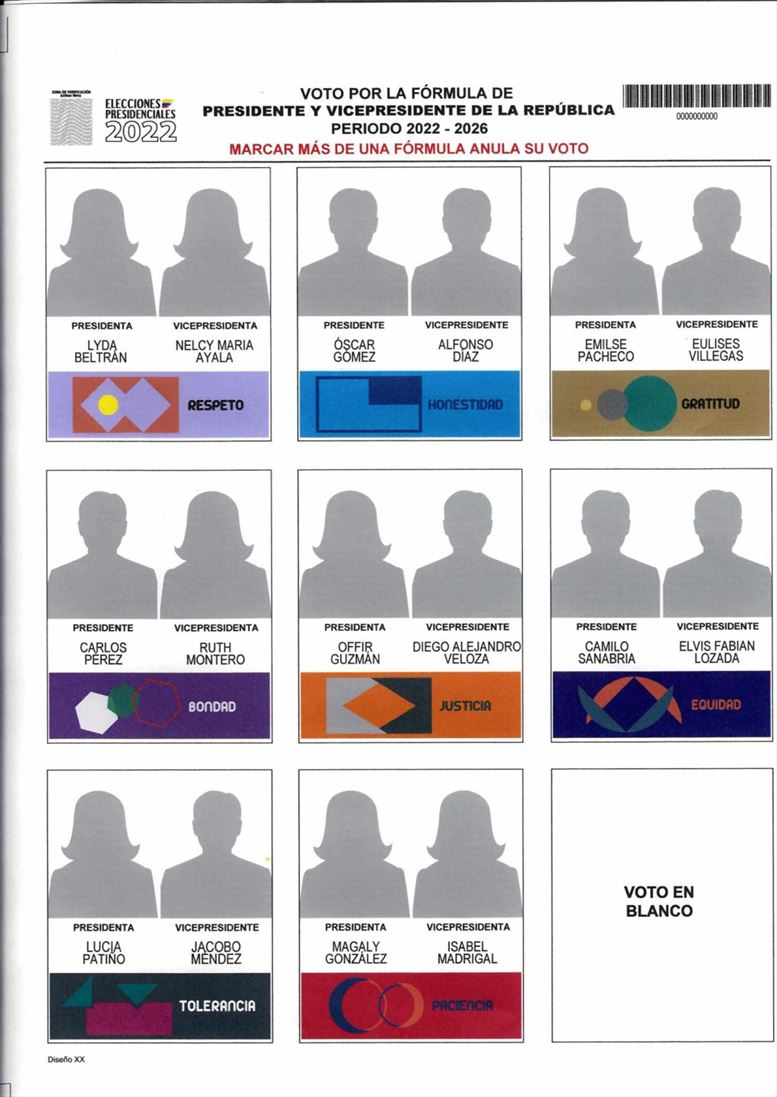 ZONA DE VERIFICACIÓN
ELECCIONES
PRESIDENCIALES
2022
VOTO POR LA FÓRMULA DE
PRESIDENTE Y VICEPRESIDENTE DE LA REPÚBLICA
PERIODO 2022 - 2026
MARCAR MÁS DE UNA FÓRMULA ANULA SU VOTO
0000000000
PRESIDENTA VICEPRESIDENTA
LYDA NELCY MARIA
BELTRÁN AYALA
RESPETO
PRESIDENTE VICEPRESIDENTE
ÓSCAR ALFONSO
GÓMEZ DÍAZ
HONESTIDAD
PRESIDENTA VICEPRESIDENTE
EMILSE EULISES
PACHECO VILLEGAS
GRATITUD
PRESIDENTE VICEPRESIDENTA
CARLOS RUTH
PÉREZ MONTERO
BONDAD
PRESIDENTA VICEPRESIDENTE
OFFIR DIEGO ALEJANDRO
GUZMÁN VELOZA
JUSTICIA
PRESIDENTE VICEPRESIDENTE
CAMILO ELVIS FABIAN
SANABRIA LOZADA
EQUIDAD
PRESIDENTA VICEPRESIDENTE
LUCIA JACOBO
PATIÑO MÉNDEZ
TOLERANCIA
PRESIDENTA VICEPRESIDENTA
MAGALY ISABEL
GONZÁLEZ MADRIGAL
PACIENCIA
VOTO EN
BLANCO
Diseño XX